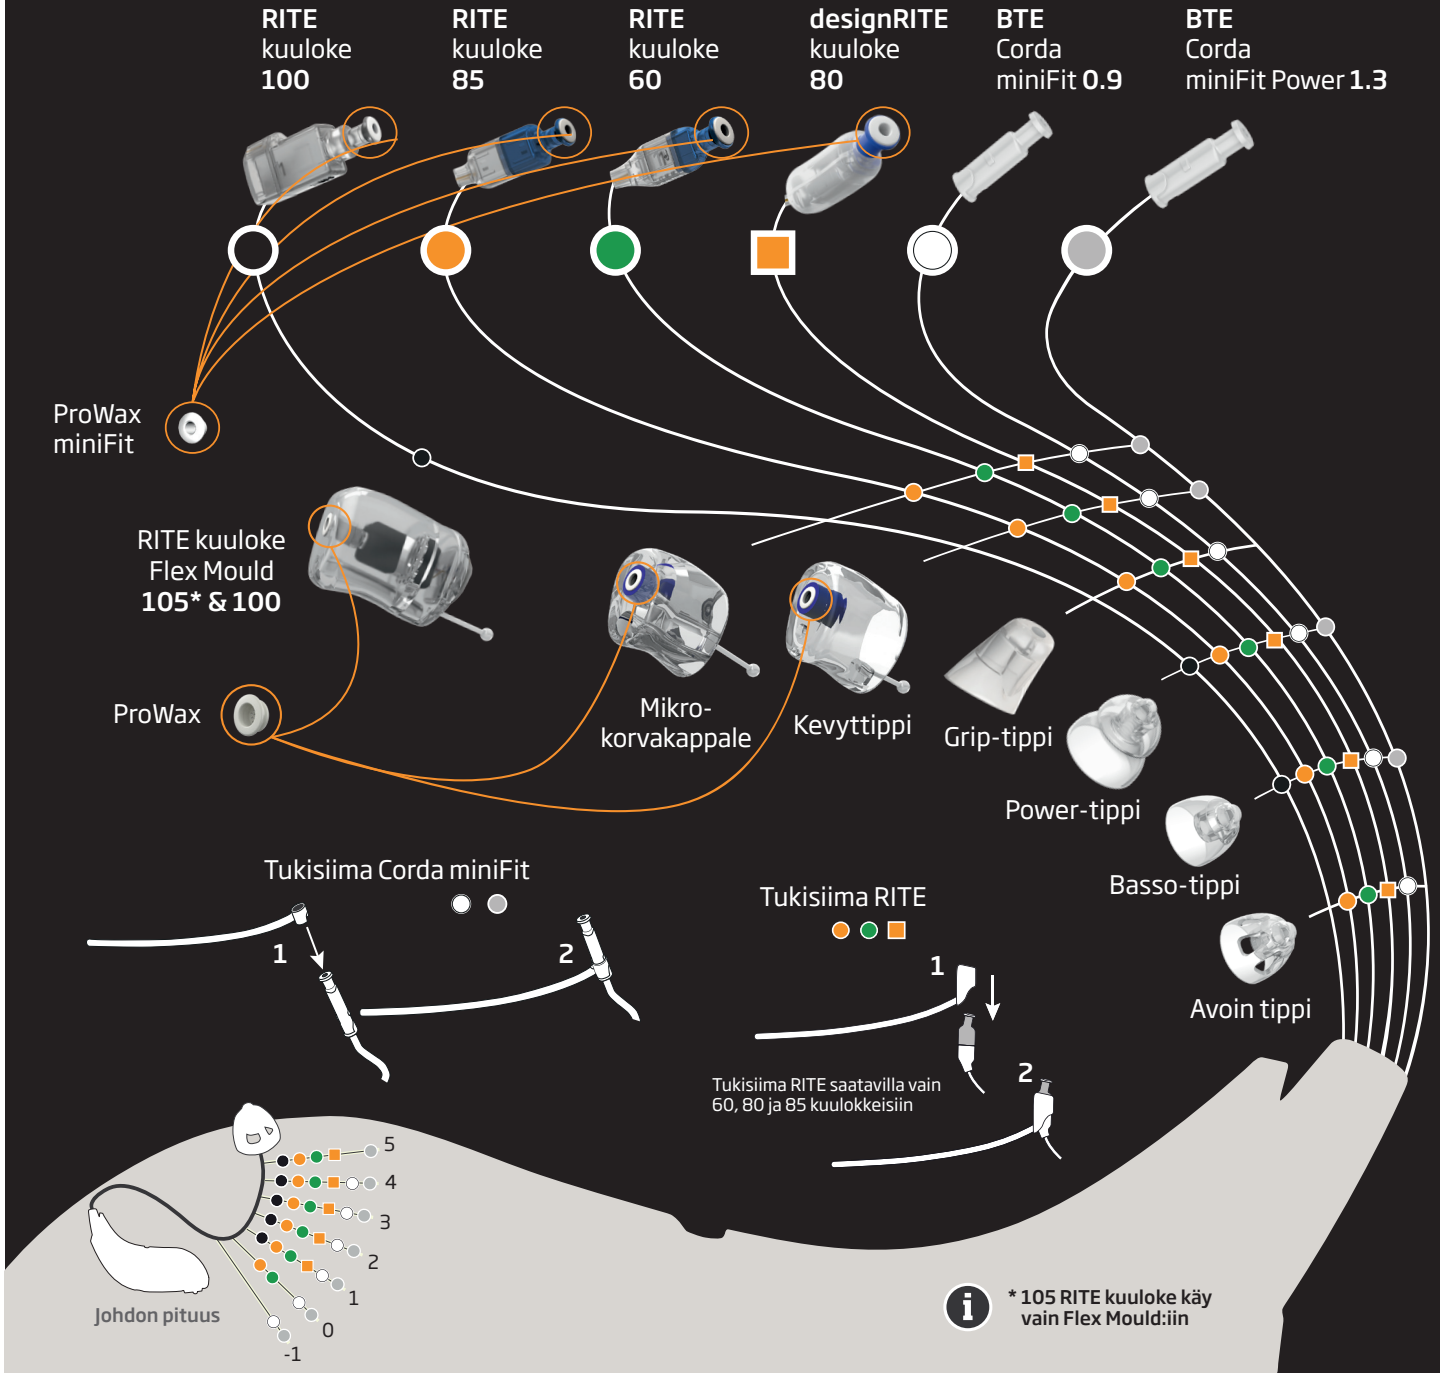 RITE
kuuloke
100
RITE
kuuloke
85
RITE
kuuloke
60
designRITE
kuuloke
80
BTE
Corda
miniFit 0.9
BTE
Corda
miniFit Power 1.3
ProWax
miniFit
RITE kuuloke
Flex Mould
105* & 100
ProWax
Mikro-
korvakappale
Kevyttippi
Grip-tippi
Power-tippi
Basso-tippi
Avoin tippi
Tukisiima Corda miniFit
1
2
Tukisiima RITE
1
2
Tukisiima RITE saatavilla vain
60, 80 ja 85 kuulokkeisiin
5
4
3
2
1
0
-1
Johdon pituus
i
* 105 RITE kuuloke käy
vain Flex Mould:iin